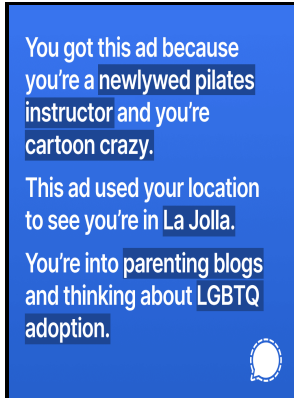 You got this ad because
you're a newlywed pilates
instructor and you're
cartoon crazy.
This ad used your location
to see you're in La Jolla.
You're into parenting blogs
and thinking about LGBTQ
adoption.